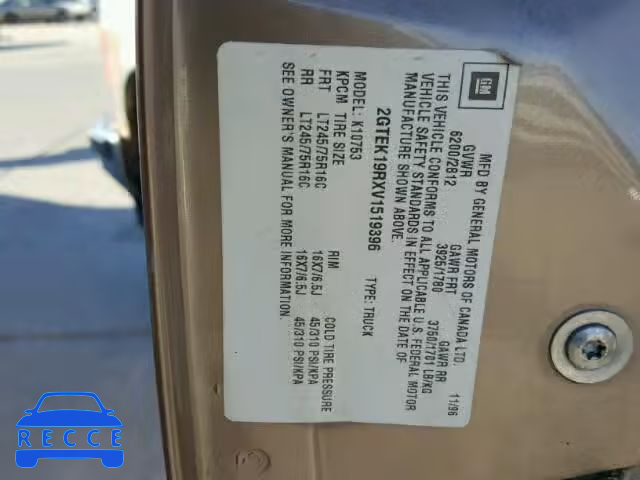 GM
MFD BY GENERAL MOTORS OF CANADA LTD.
11/96
GVWR GAWR FRT GAWR RR
6200/2812 3925/1780 3750/1701 LB/KG
THIS VEHICLE CONFORMS TO ALL APPLICABLE U.S. FEDERAL MOTOR
VEHICLE SAFETY STANDARDS IN EFFECT ON THE DATE OF
MANUFACTURE SHOWN ABOVE.
2GTEK19RXV1519396 TYPE: TRUCK
MODEL: K10753
KPCM TIRE SIZE RIM COLD TIRE PRESSURE
FRT LT245/75R16C 16X7/6.5J 45/310 PSI/KPA
RR LT245/75R16C 16X7/6.5J 45/310 PSI/KPA
SEE OWNER'S MANUAL FOR MORE INFORMATION.
RECCE